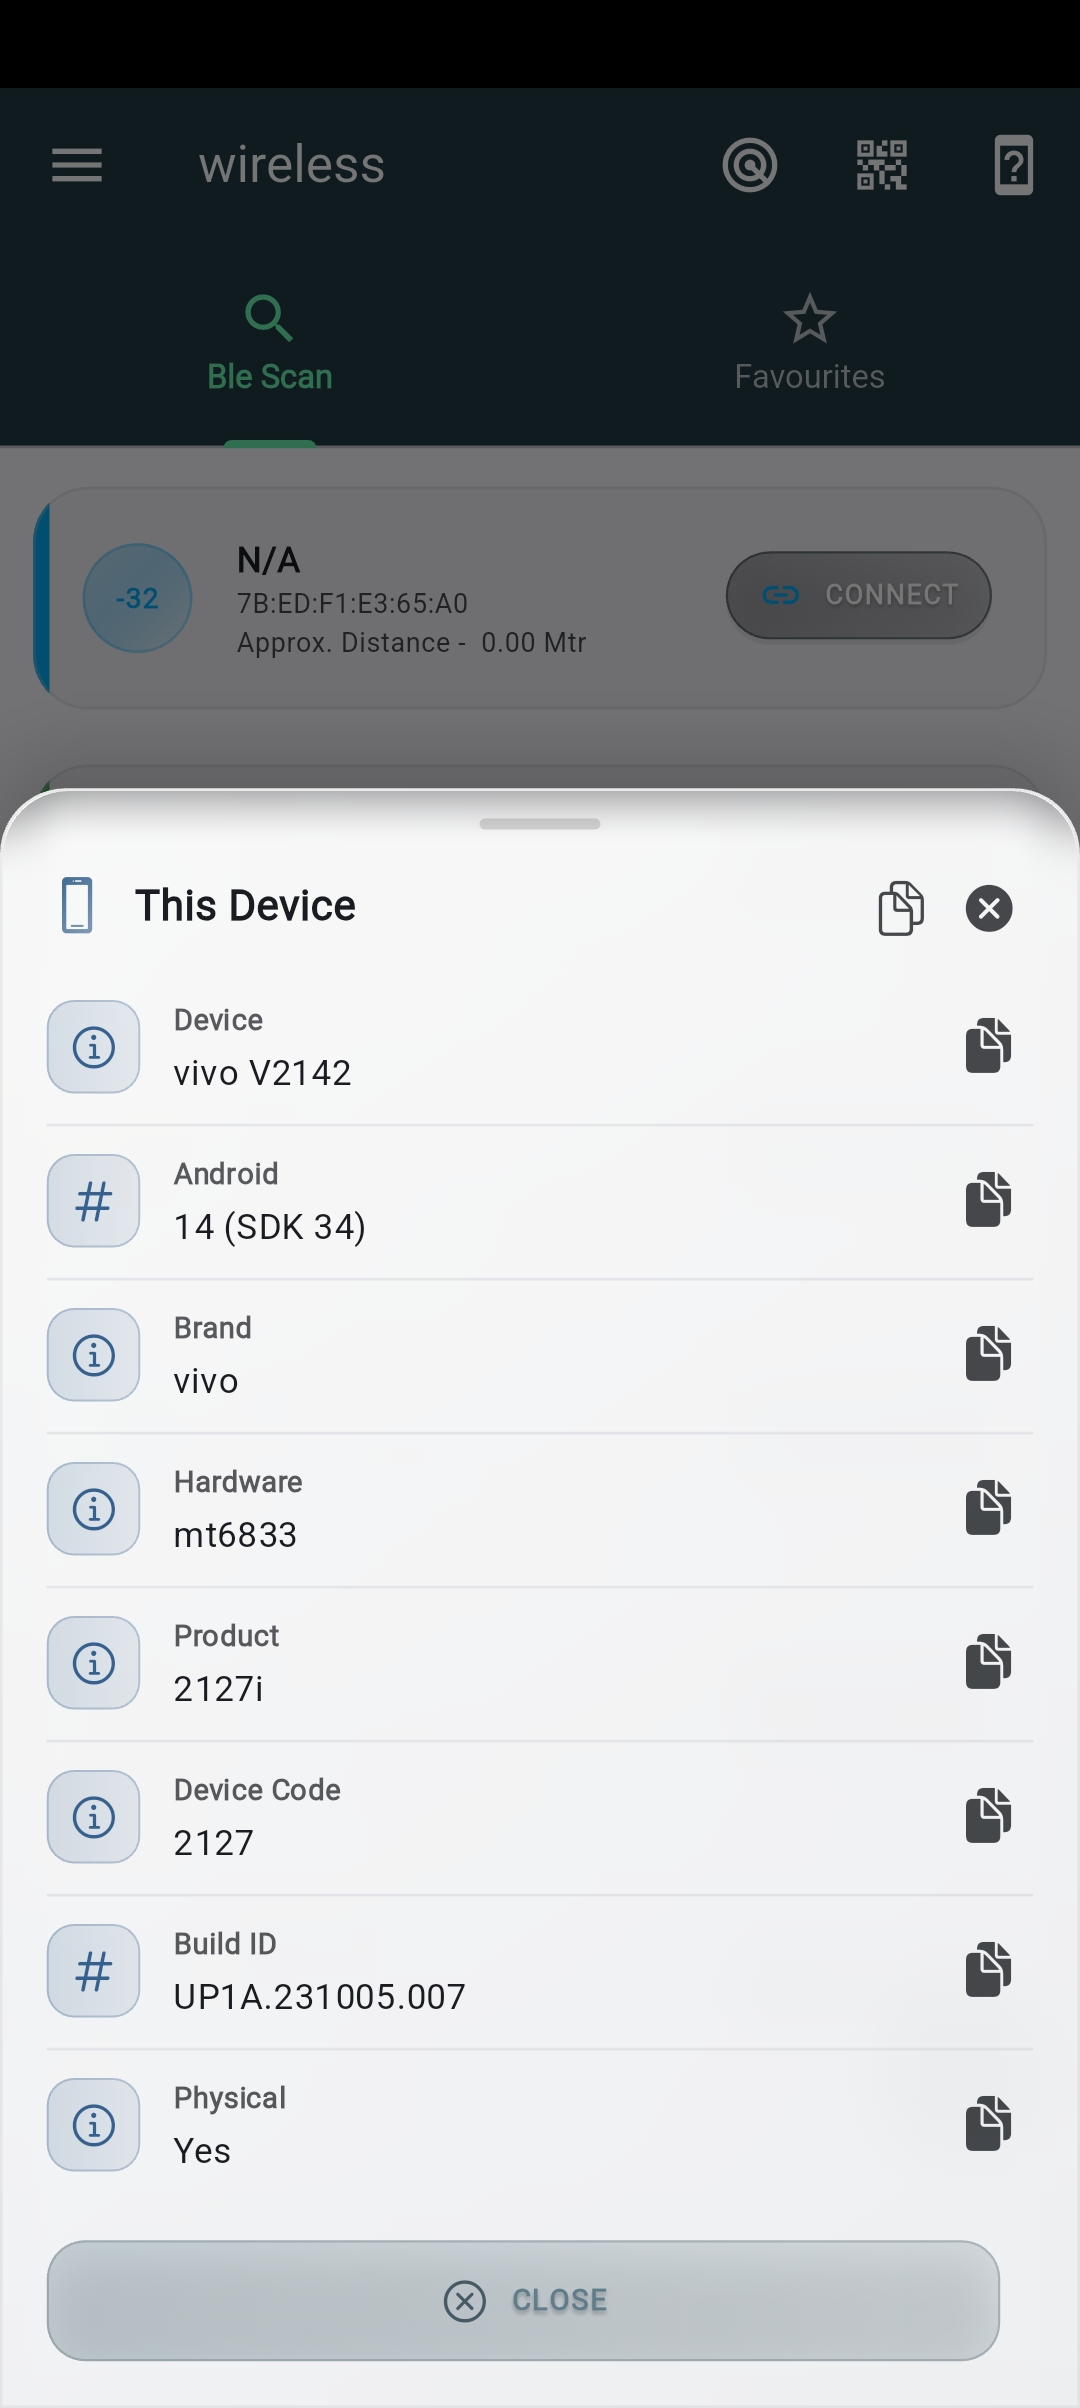 wireless
Ble Scan
Favourites
-32
N/A
7B:ED:F1:E3:65:A0
Approx. Distance -  0.00 Mtr
CONNECT
This Device
Device
vivo V2142
Android
14 (SDK 34)
Brand
vivo
Hardware
mt6833
Product
2127i
Device Code
2127
Build ID
UP1A.231005.007
Physical
Yes
CLOSE